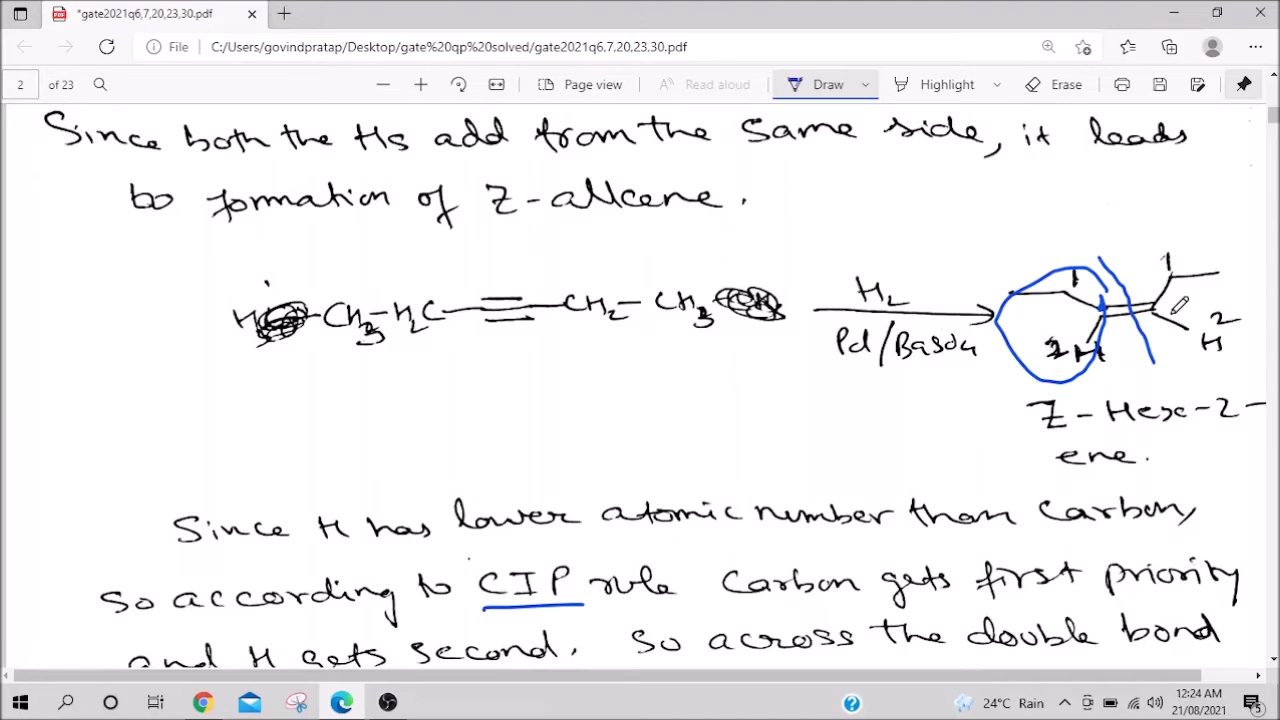 *gate2021q6,7,20,23,30.pdf
File C:/Users/govindpratap/Desktop/gate%20qp%20solved/gate2021q6,7,20,23,30.pdf
2 of 23 Page view Read aloud Draw Highlight Erase
Since both the Hs add from the same side, it leads
to formation of Z-alkene.
CH3-H2C-≡-CH2-CH3 H2
Pd/BaSO4
1 1
2H 2
H
Z-Hex-2-
ene.
Since H has lower atomic number than carbon,
so according to CIP rule carbon gets first priority
and H gets second. so across the double bond
24°C Rain 12:24 AM
21/08/2021
5